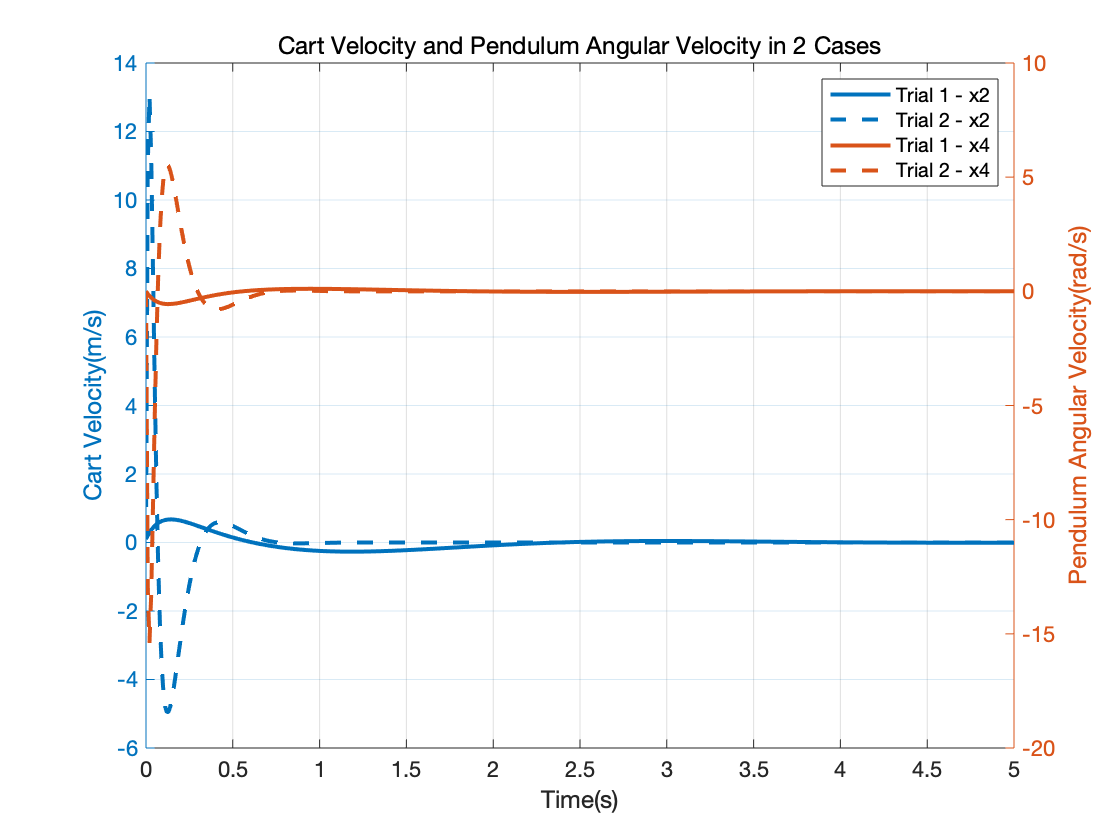 Cart Velocity and Pendulum Angular Velocity in 2 Cases
14
12
10
8
6
4
2
0
-2
-4
-6
Cart Velocity(m/s)
10
5
0
-5
-10
-15
-20
Pendulum Angular Velocity(rad/s)
Trial 1 - x2
Trial 2 - x2
Trial 1 - x4
Trial 2 - x4
0 0.5 1 1.5 2 2.5 3 3.5 4 4.5 5
Time(s)